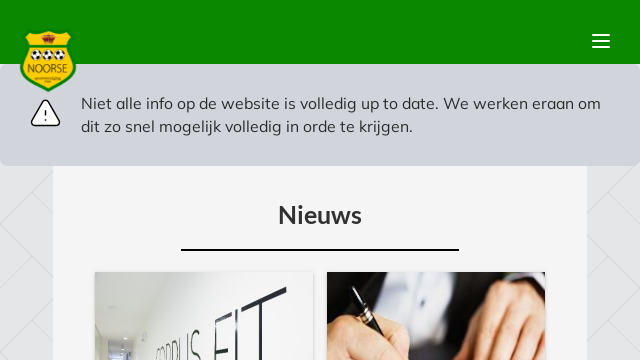 NOORSE
Niet alle info op de website is volledig up to date. We werken eraan om
dit zo snel mogelijk volledig in orde te krijgen.
Nieuws
CORPUS FIT